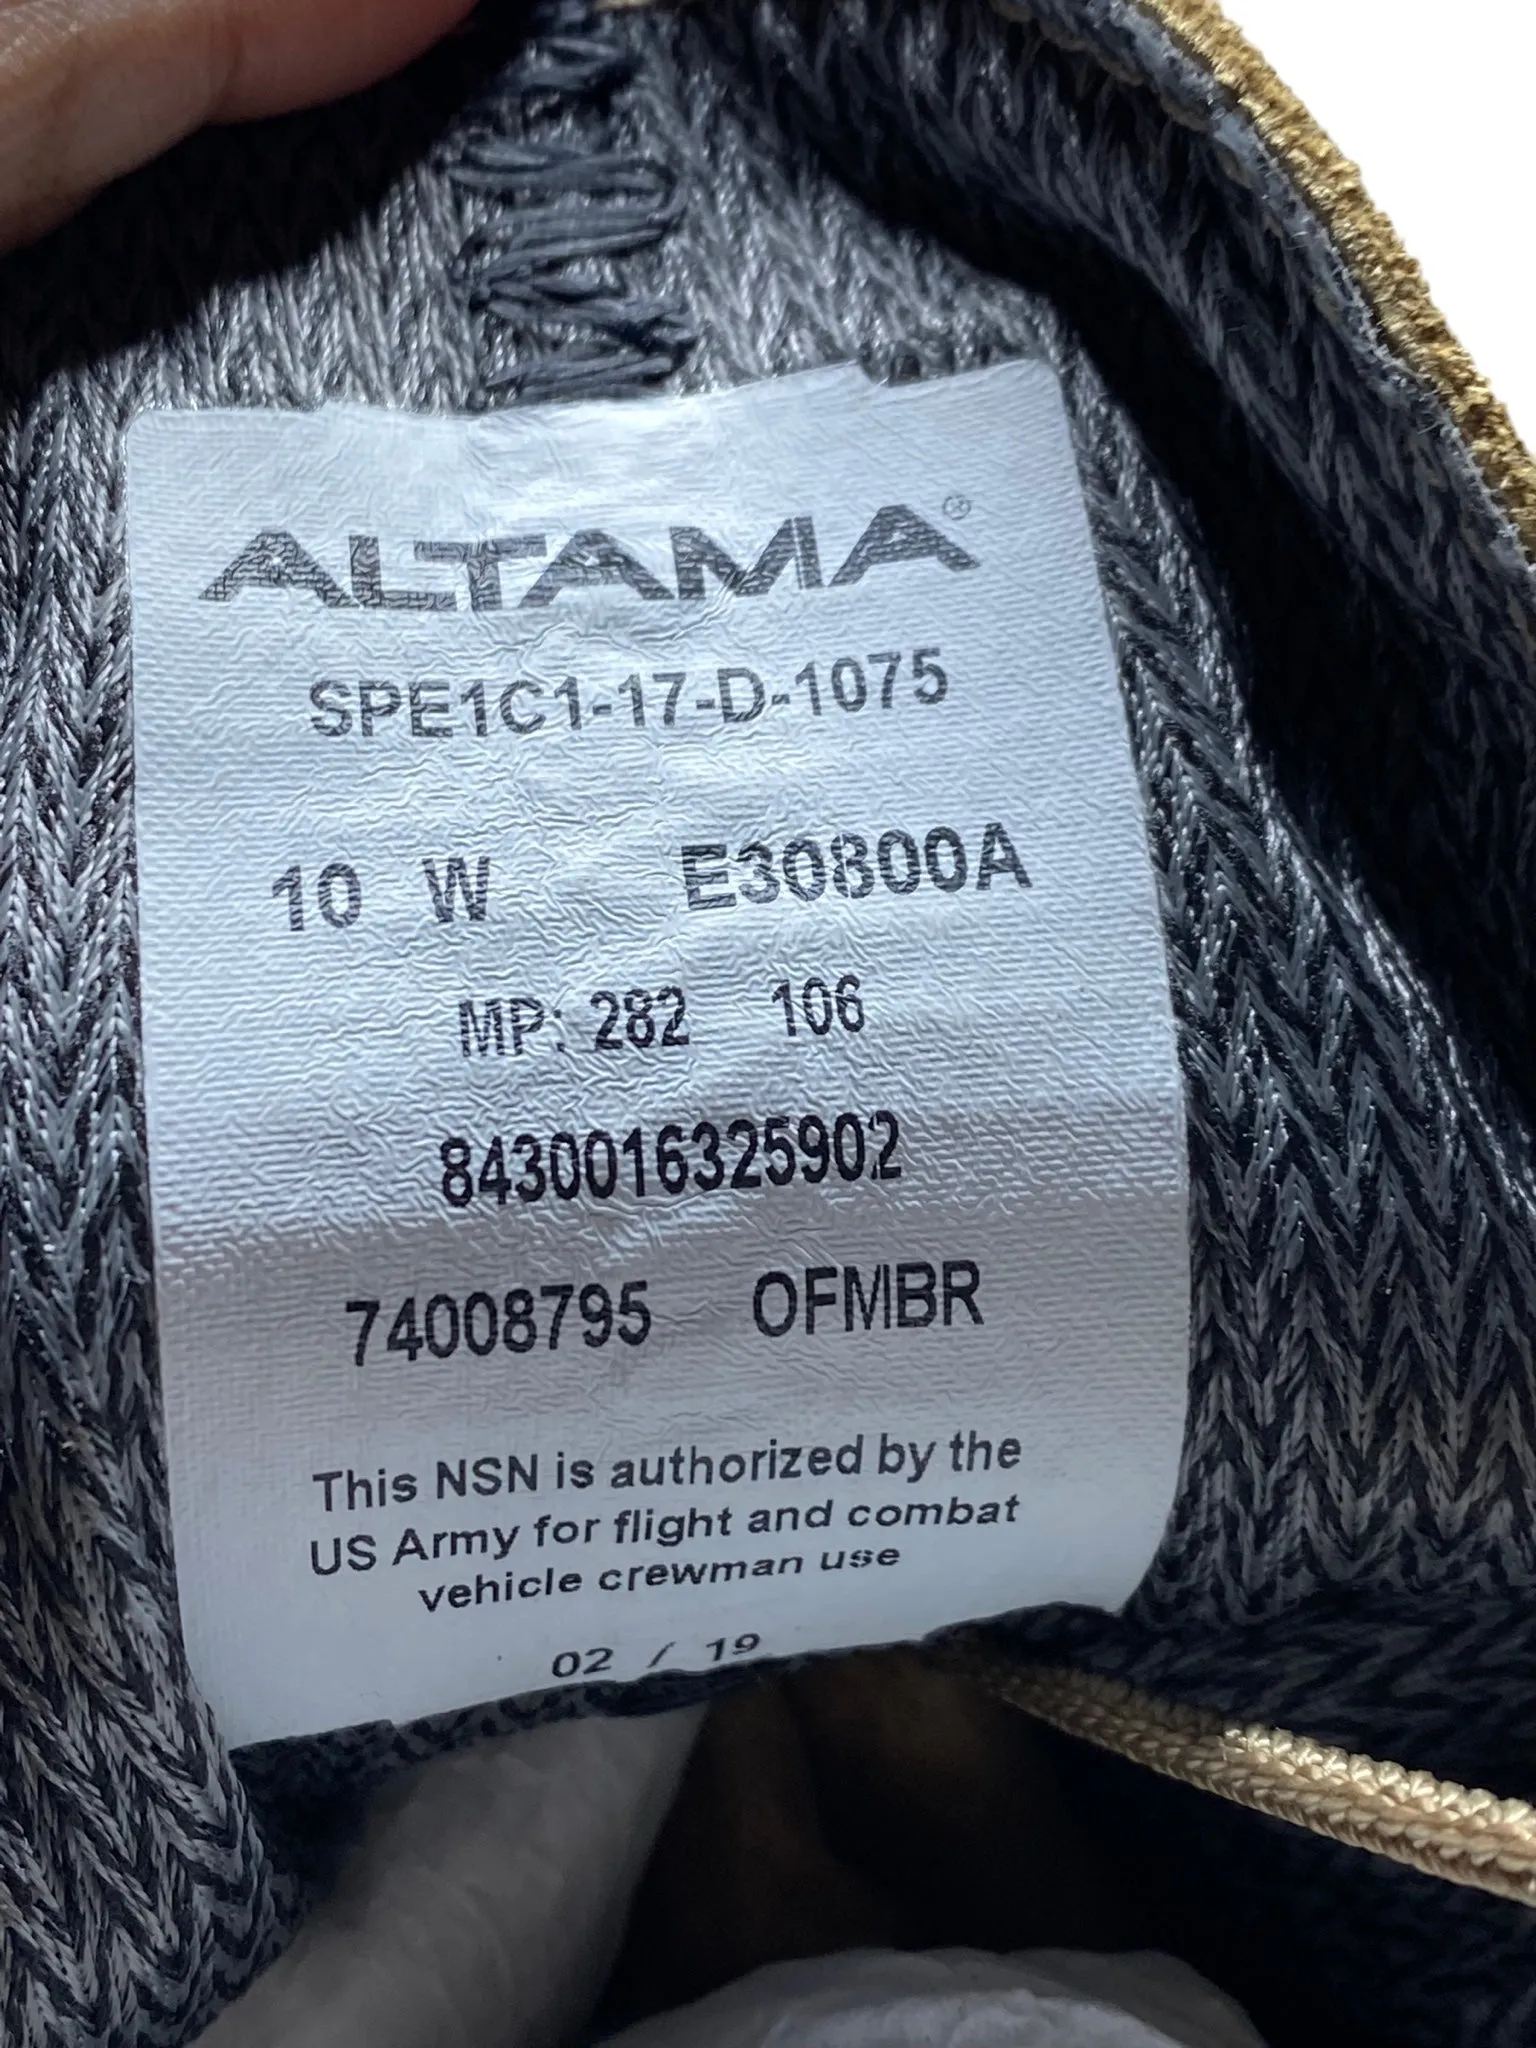 ALTAMA®
SPE1C1-17-D-1075
10 W E30800A
MP: 282 106
8430016325902
74008795 OFMBR
This NSN is authorized by the
US Army for flight and combat
vehicle crewman use
02 / 19